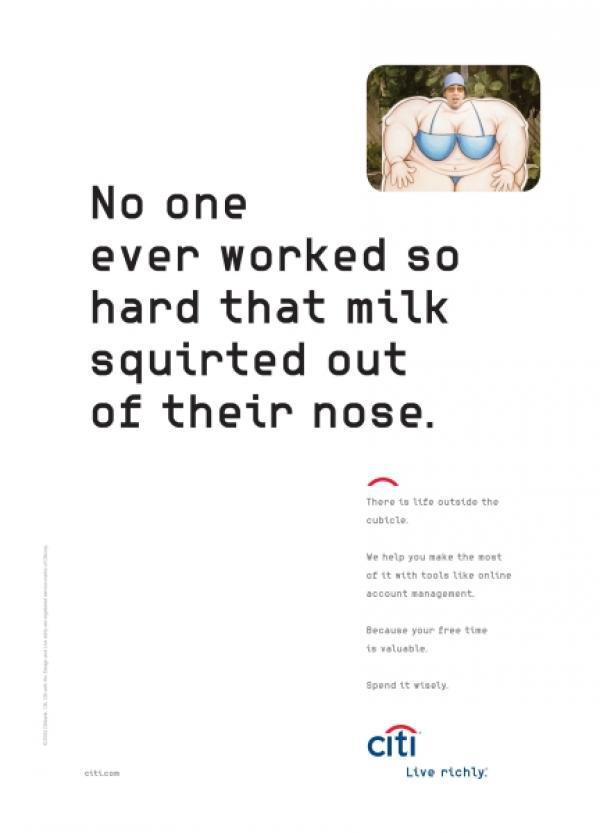 No one
ever worked so
hard that milk
squirted out
of their nose.
There is life outside the
cubicle.
We help you make the most
of it with tools like online
account management.
Because your free time
is valuable.
Spend it wisely.
citi
Live richly.
citi.com